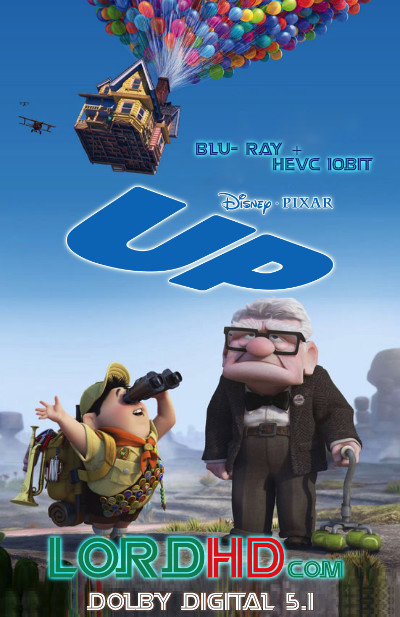 BLU- RAY +
HEVC 10BIT
Disney · PIXAR
UP
LORDHD.COM
DOLBY DIGITAL 5.1